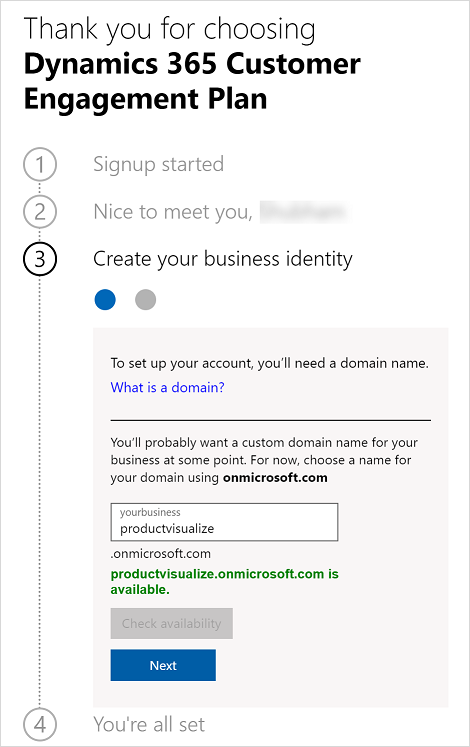 Thank you for choosing
Dynamics 365 Customer
Engagement Plan
1 Signup started
2 Nice to meet you,
3 Create your business identity
To set up your account, you’ll need a domain name.
What is a domain?
You’ll probably want a custom domain name for your
business at some point. For now, choose a name for
your domain using onmicrosoft.com
yourbusiness
productvisualize
.onmicrosoft.com
productvisualize.onmicrosoft.com is
available.
Check availability
Next
4 You're all set